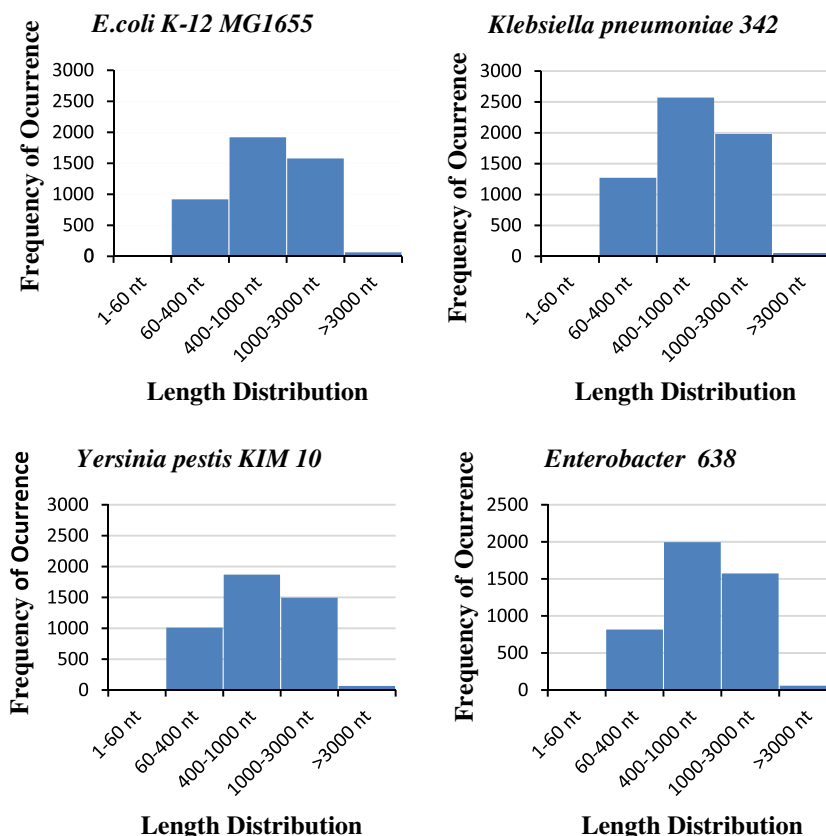 E.coli K-12 MG1655
Frequency of Ocurrence
3000
2500
2000
1500
1000
500
0
1-60 nt
60-400 nt
400-1000 nt
1000-3000 nt
>3000 nt
Length Distribution
Klebsiella pneumoniae 342
Frequency of Ocurrence
3000
2500
2000
1500
1000
500
0
1-60 nt
60-400 nt
400-1000 nt
1000-3000 nt
>3000 nt
Length Distribution
Yersinia pestis KIM 10
Frequency of Ocurrence
3000
2500
2000
1500
1000
500
0
1-60 nt
60-400 nt
400-1000 nt
1000-3000 nt
>3000 nt
Length Distribution
Enterobacter 638
Frequency of Ocurrence
2500
2000
1500
1000
500
0
1-60 nt
60-400 nt
400-1000 nt
1000-3000 nt
>3000 nt
Length Distribution